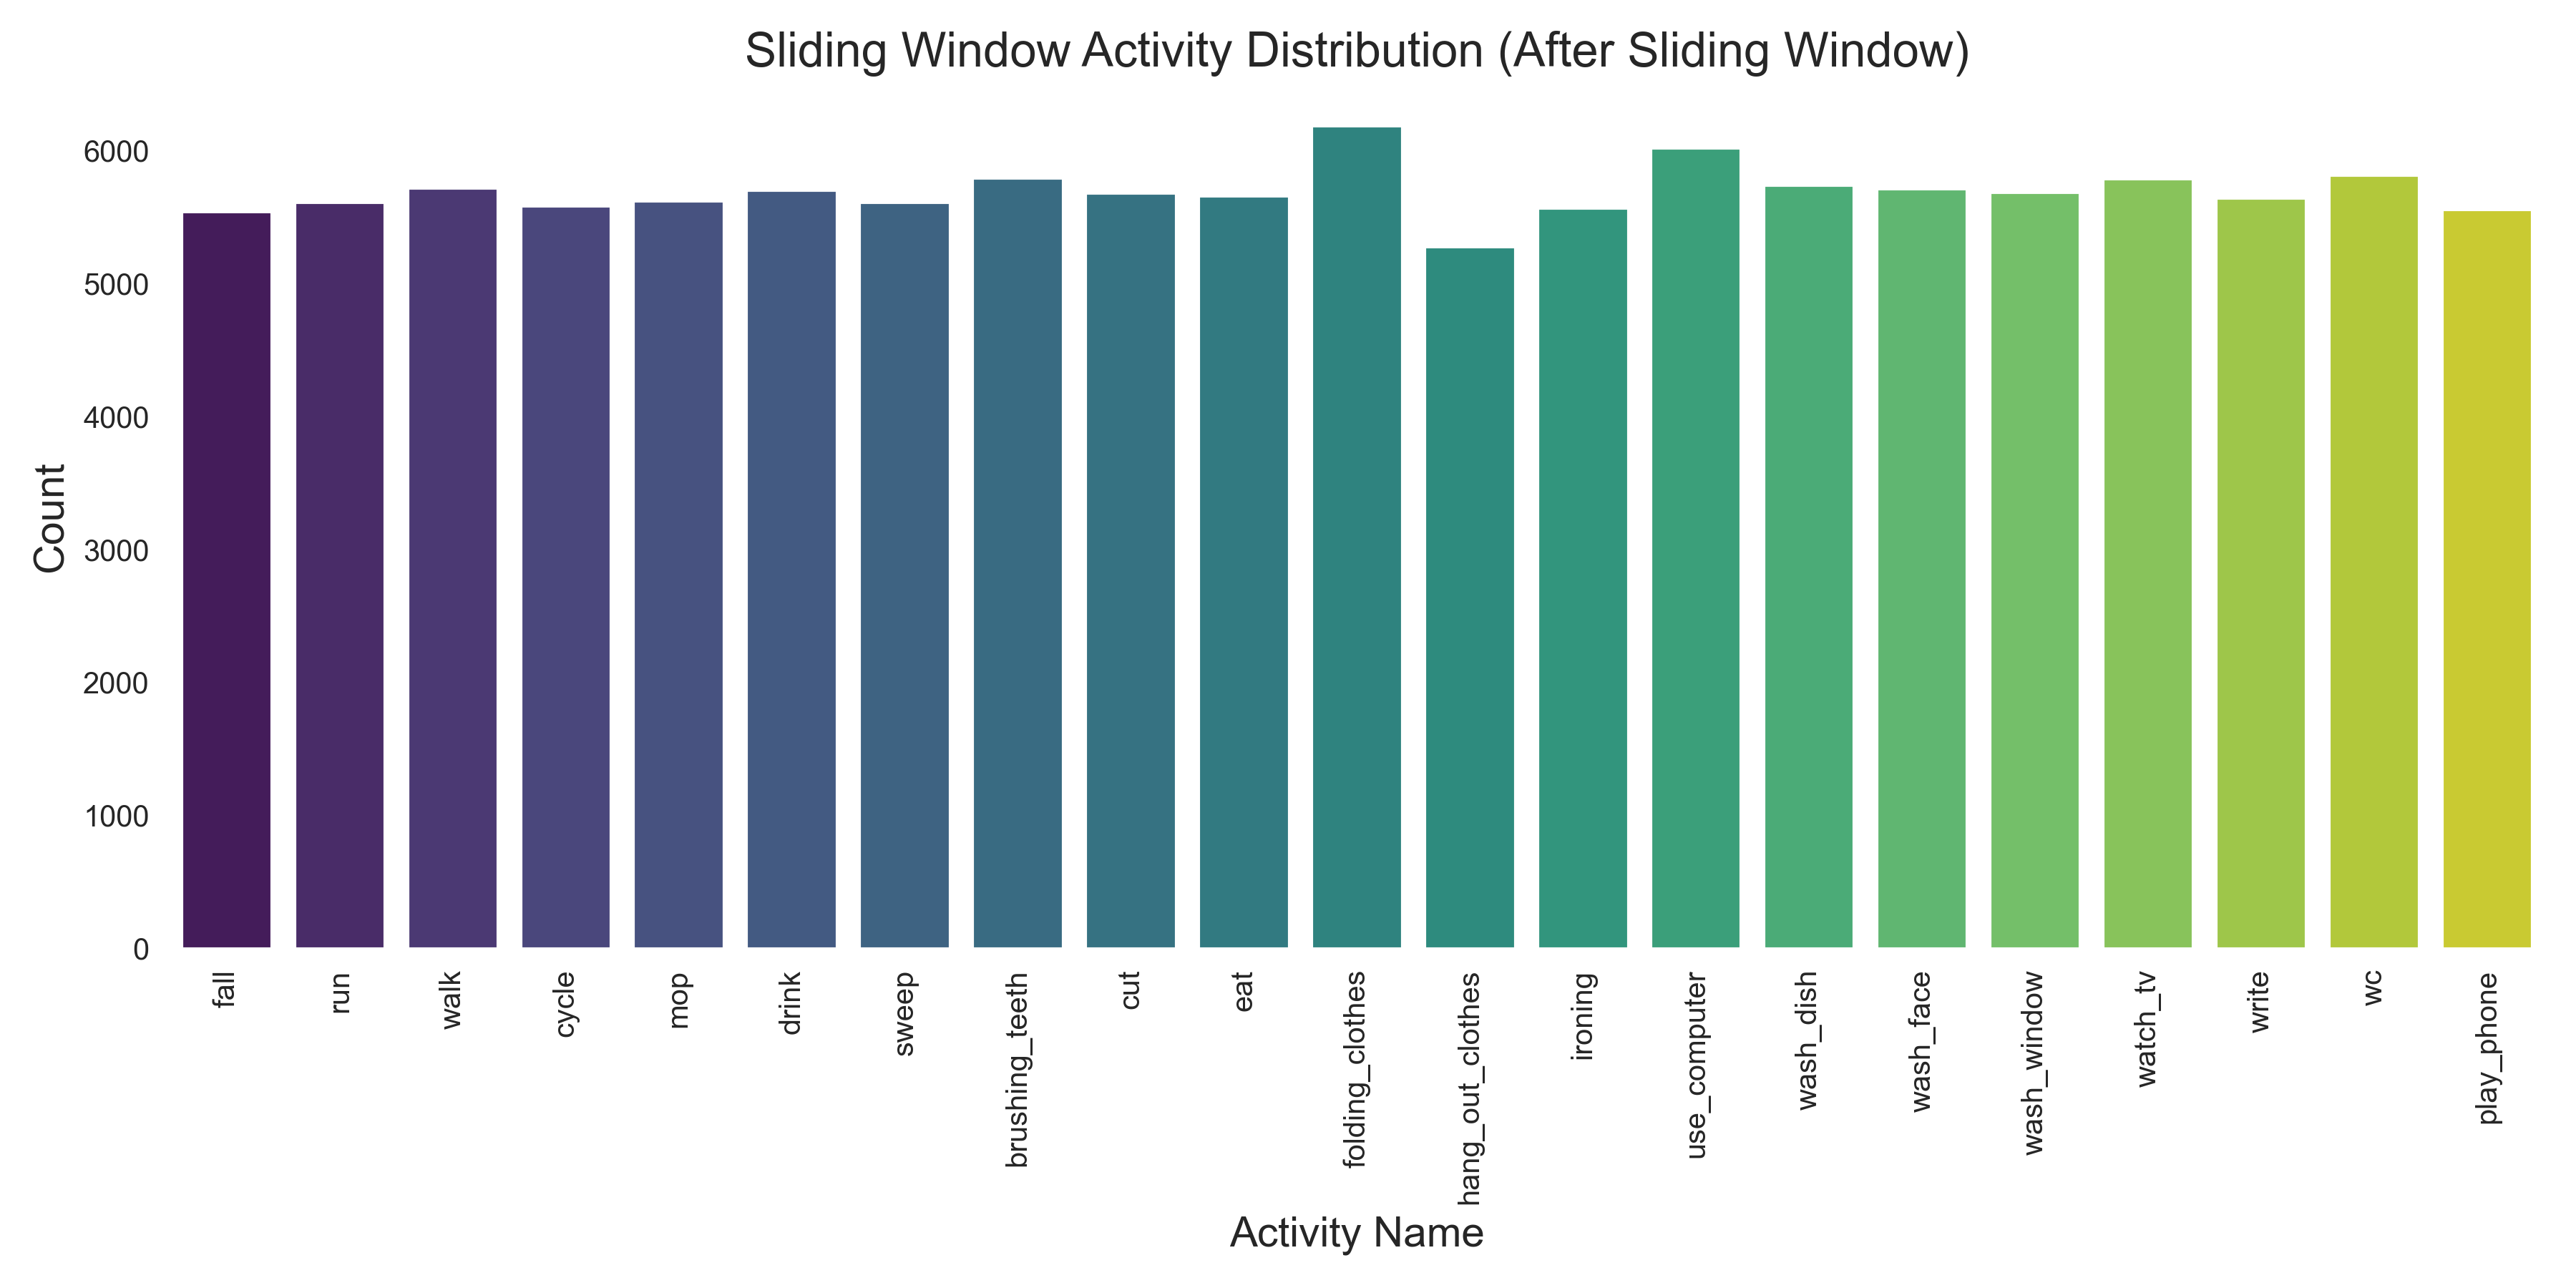 Sliding Window Activity Distribution (After Sliding Window)
Count
6000
5000
4000
3000
2000
1000
0
fall
run
walk
cycle
mop
drink
sweep
brushing_teeth
cut
eat
folding_clothes
hang_out_clothes
ironing
use_computer
wash_dish
wash_face
wash_window
watch_tv
write
wc
play_phone
Activity Name